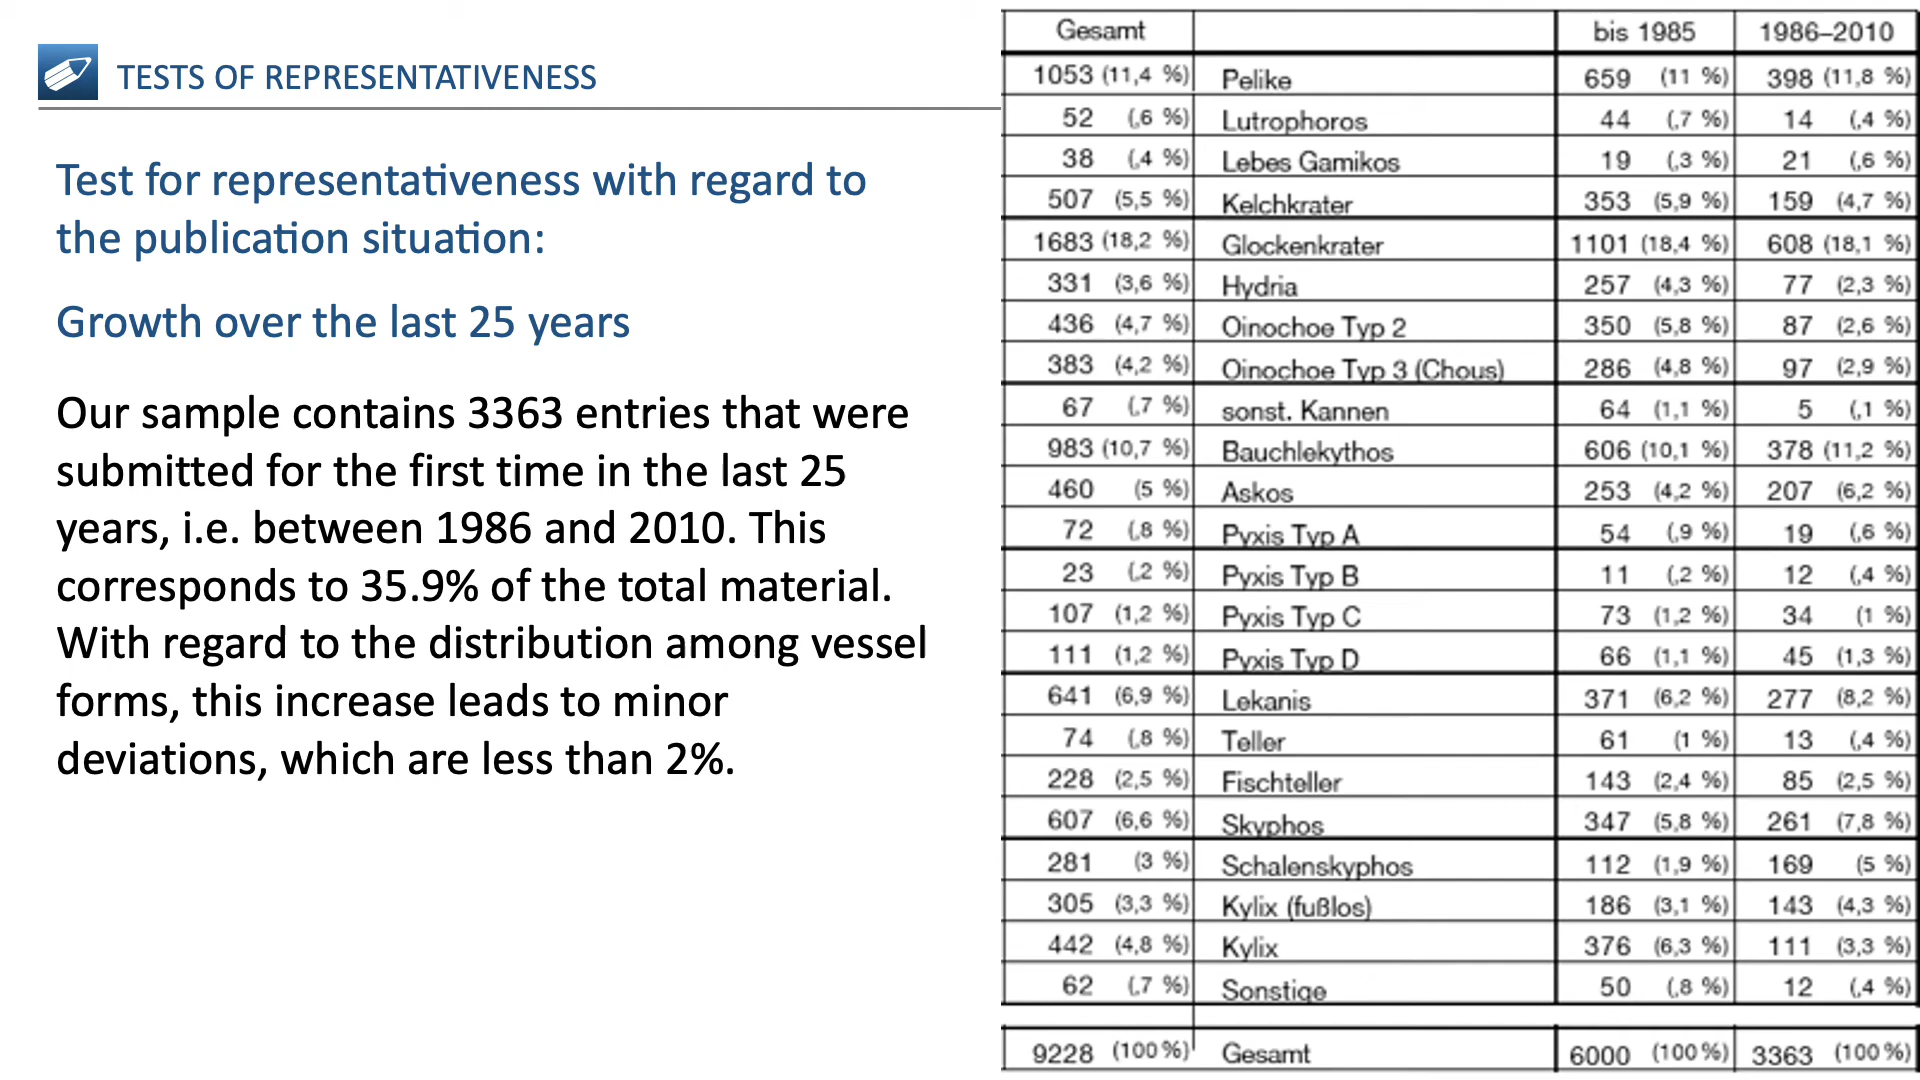 TESTS OF REPRESENTATIVENESS
Test for representativeness with regard to
the publication situation:
Growth over the last 25 years
Our sample contains 3363 entries that were
submitted for the first time in the last 25
years, i.e. between 1986 and 2010. This
corresponds to 35.9% of the total material.
With regard to the distribution among vessel
forms, this increase leads to minor
deviations, which are less than 2%.
Gesamt bis 1985 1986–2010
1053 (11,4 %) Pelike 659 (11 %) 398 (11,8 %)
52 (,6 %) Lutrophoros 44 (,7 %) 14 (,4 %)
38 (,4 %) Lebes Gamikos 19 (,3 %) 21 (,6 %)
507 (5,5 %) Kelchkrater 353 (5,9 %) 159 (4,7 %)
1683 (18,2 %) Glockenkrater 1101 (18,4 %) 608 (18,1 %)
331 (3,6 %) Hydria 257 (4,3 %) 77 (2,3 %)
436 (4,7 %) Oinochoe Typ 2 350 (5,8 %) 87 (2,6 %)
383 (4,2 %) Oinochoe Typ 3 (Chous) 286 (4,8 %) 97 (2,9 %)
67 (,7 %) sonst. Kannen 64 (1,1 %) 5 (,1 %)
983 (10,7 %) Bauchlekythos 606 (10,1 %) 378 (11,2 %)
460 (5 %) Askos 253 (4,2 %) 207 (6,2 %)
72 (,8 %) Pyxis Typ A 54 (,9 %) 19 (,6 %)
23 (,2 %) Pyxis Typ B 11 (,2 %) 12 (,4 %)
107 (1,2 %) Pyxis Typ C 73 (1,2 %) 34 (1 %)
111 (1,2 %) Pyxis Typ D 66 (1,1 %) 45 (1,3 %)
641 (6,9 %) Lekanis 371 (6,2 %) 277 (8,2 %)
74 (,8 %) Teller 61 (1 %) 13 (,4 %)
228 (2,5 %) Fischteller 143 (2,4 %) 85 (2,5 %)
607 (6,6 %) Skyphos 347 (5,8 %) 261 (7,8 %)
281 (3 %) Schalenskyphos 112 (1,9 %) 169 (5 %)
305 (3,3 %) Kylix (fußlos) 186 (3,1 %) 143 (4,3 %)
442 (4,8 %) Kylix 376 (6,3 %) 111 (3,3 %)
62 (,7 %) Sonstige 50 (,8 %) 12 (,4 %)
9228 (100 %) Gesamt 6000 (100 %) 3363 (100 %)